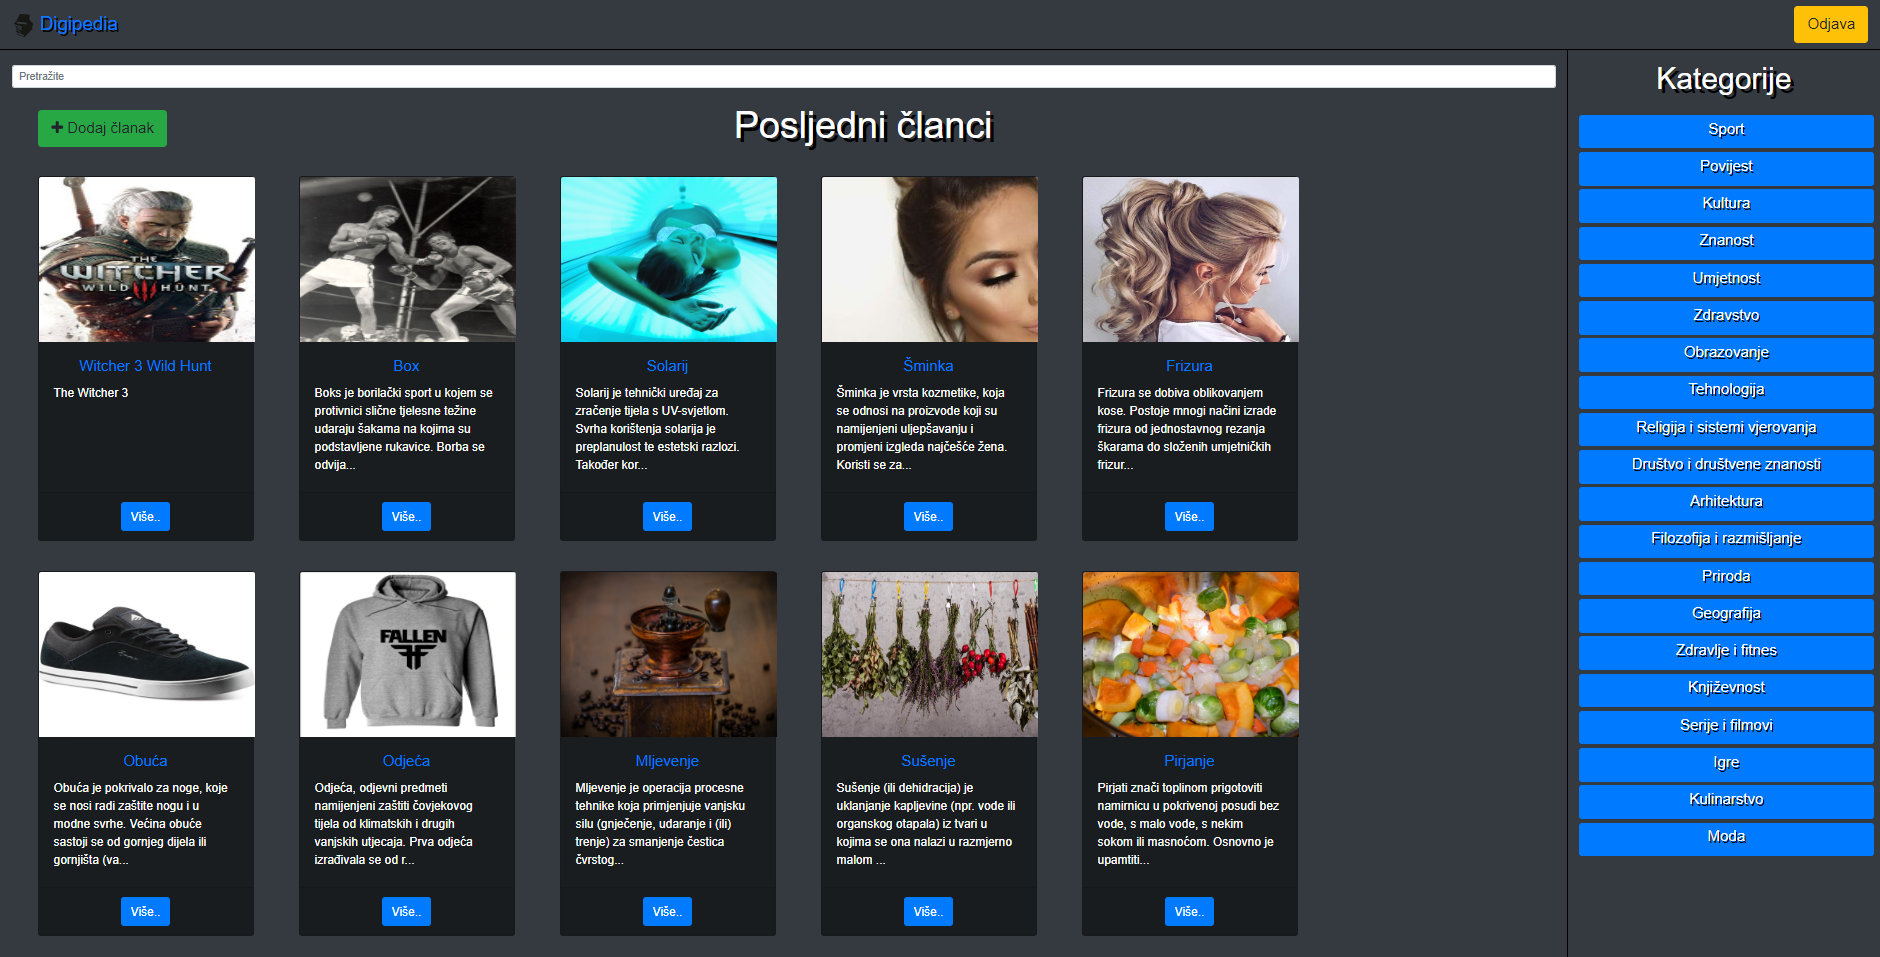 Digipedia
Odjava
Pretražite
Dodaj članak
Posljedni članci
THE
WITCHER
WILD HUNT
Witcher 3 Wild Hunt
The Witcher 3
Više..
Box
Boks je borilački sport u kojem se
protivnici slične tjelesne težine
udaraju šakama na kojima su
podstavljene rukavice. Borba se
odvija...
Više..
Solarij
Solarij je tehnički uređaj za
zračenje tijela s UV-svjetlom.
Svrha korištenja solarija je
preplanulost te estetski razlozi.
Također kor...
Više..
Šminka
Šminka je vrsta kozmetike, koja
se odnosi na proizvode koji su
namijenjeni uljepšavanju i
promjeni izgleda najčešće žena.
Koristi se za...
Više..
Frizura
Frizura se dobiva oblikovanjem
kose. Postoje mnogi načini izrade
frizura od jednostavnog rezanja
škarama do složenih umjetničkih
frizur...
Više..
Obuća
Obuća je pokrivalo za noge, koje
se nosi radi zaštite nogu i u
modne svrhe. Većina obuće
sastoji se od gornjeg dijela ili
gornjišta (va...
Više..
FALLEN
Odjeća
Odjeća, odjevni predmeti
namijenjeni zaštiti čovjekovog
tijela od klimatskih i drugih
vanjskih utjecaja. Prva odjeća
izrađivala se od r...
Više..
Mljevenje
Mljevenje je operacija procesne
tehnike koja primjenjuje vanjsku
silu (gnječenje, udaranje i (ili)
trenje) za smanjenje čestica
čvrstog...
Više..
Sušenje
Sušenje (ili dehidracija) je
uklanjanje kapljevine (npr. vode ili
organskog otapala) iz tvari u
kojima se ona nalazi u razmjerno
malom ...
Više..
Pirjanje
Pirjati znači toplinom prigotoviti
namirnicu u pokrivenoj posudi bez
vode, s malo vode, s nekim
sokom ili masnoćom. Osnovno je
upamtiti...
Više..
Kategorije
Sport
Povijest
Kultura
Znanost
Umjetnost
Zdravstvo
Obrazovanje
Tehnologija
Religija i sistemi vjerovanja
Društvo i društvene znanosti
Arhitektura
Filozofija i razmišljanje
Priroda
Geografija
Zdravlje i fitnes
Književnost
Serije i filmovi
Igre
Kulinarstvo
Moda